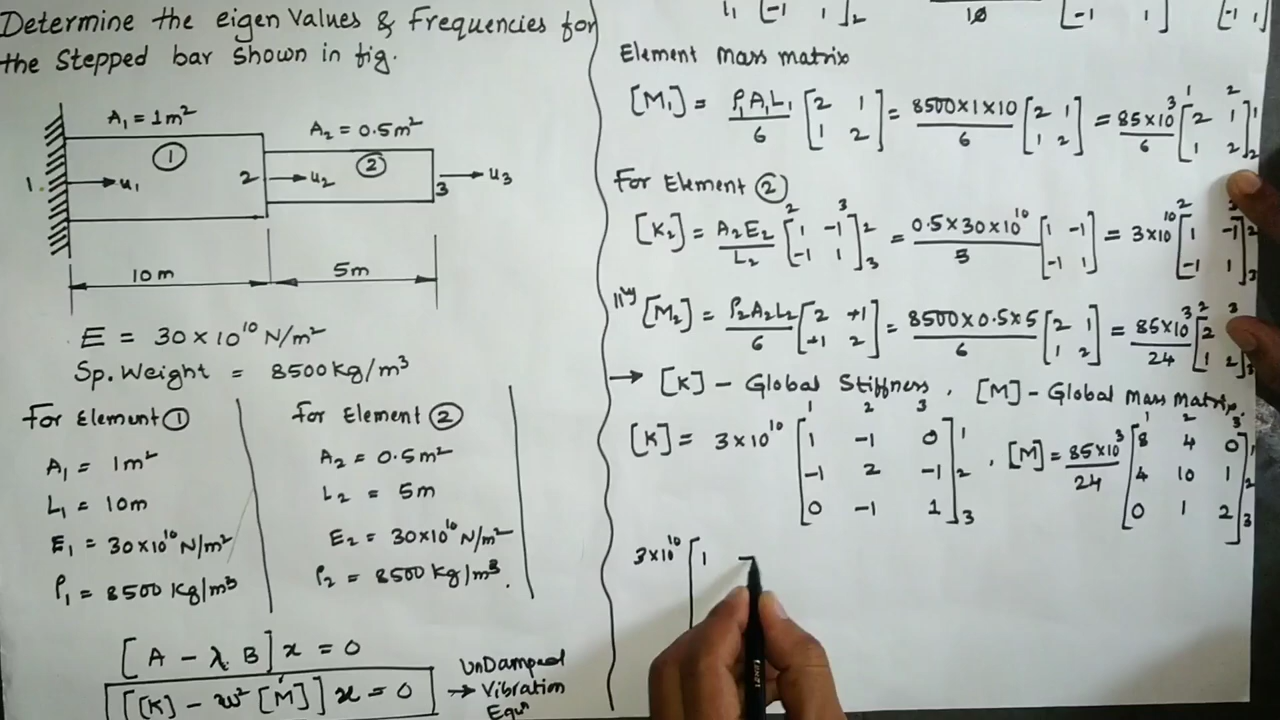 Determine the eigen values & Frequencies for
the Stepped bar shown in fig.
A₁ = 1m²
A₂ = 0.5m²
① ②
1. → u₁ 2 → u₂ 3 → u₃
10m 5m
E = 30×10¹⁰ N/m²
Sp. Weight = 8500 kg/m³
For Element ①
A₁ = 1m²
L₁ = 10m
E₁ = 30×10¹⁰ N/m²
ρ₁ = 8500 Kg/m³
For Element ②
A₂ = 0.5m²
L₂ = 5m
E₂ = 30×10¹⁰ N/m²
ρ₂ = 8500 Kg/m³.
[A - λ B] x = 0
[[K] - w² [M]] x = 0 → UnDamped
Vibration
Equⁿ
Element mass matrix
[M₁] = ρ₁A₁L₁/6 [2 1; 1 2] = 8500×1×10/6 [2 1; 1 2] = 85×10³/6 [2 1; 1 2]
For Element ②
[K₂] = A₂E₂/L₂ [1 -1; -1 1] = 0.5×30×10¹⁰/5 [1 -1; -1 1] = 3×10¹⁰ [1 -1; -1 1]
|||ly [M₂] = ρ₂A₂L₂/6 [2 +1; +1 2] = 8500×0.5×5/6 [2 1; 1 2] = 85×10³/24 [2 ; 1 2]
→ [K] - Global Stiffness, [M] - Global Mass Matrix.
[K] = 3×10¹⁰ [1 -1 0; -1 2 -1; 0 -1 1], [M] = 85×10³/24 [8 4 0; 4 10 1; 0 1 2]
3×10¹⁰ [1 -